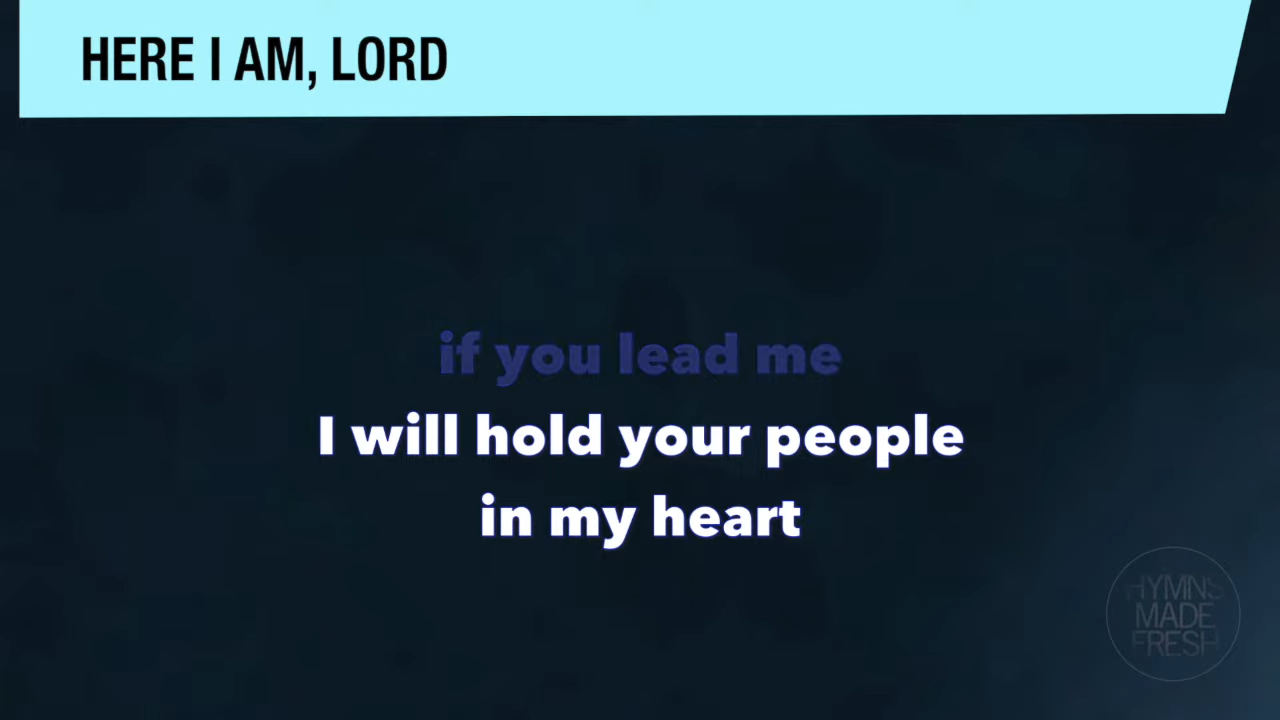 HERE I AM, LORD
if you lead me
I will hold your people
in my heart
HYMNS
MADE
FRESH